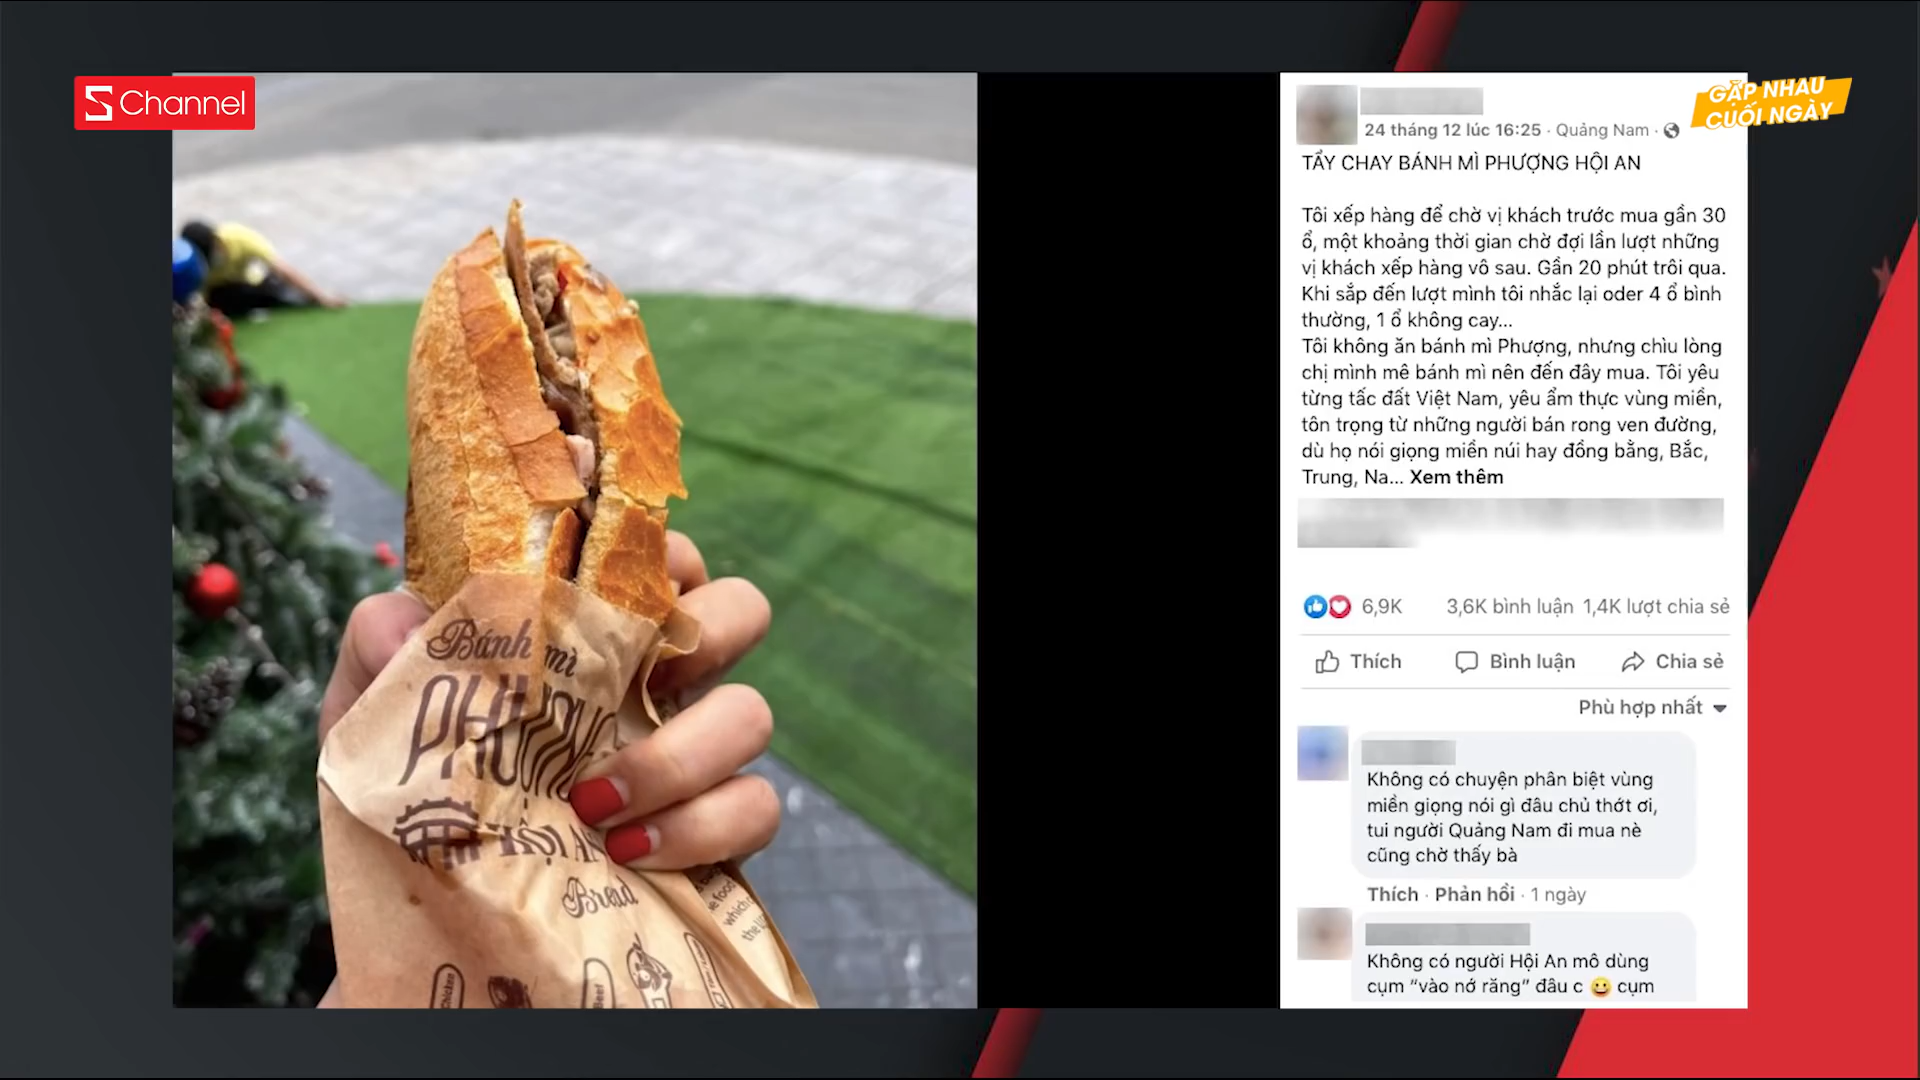 S Channel
GẶP NHAU
CUỐI NGÀY
Bánh mì
PHƯỢNG
HỘI AN
Bread
Chicken
Beef
e food
which
the
24 tháng 12 lúc 16:25 · Quảng Nam ·
TẨY CHAY BÁNH MÌ PHƯỢNG HỘI AN
Tôi xếp hàng để chờ vị khách trước mua gần 30
ổ, một khoảng thời gian chờ đợi lần lượt những
vị khách xếp hàng vô sau. Gần 20 phút trôi qua.
Khi sắp đến lượt mình tôi nhắc lại oder 4 ổ bình
thường, 1 ổ không cay...
Tôi không ăn bánh mì Phượng, nhưng chìu lòng
chị mình mê bánh mì nên đến đây mua. Tôi yêu
từng tấc đất Việt Nam, yêu ẩm thực vùng miền,
tôn trọng từ những người bán rong ven đường,
dù họ nói giọng miền núi hay đồng bằng, Bắc,
Trung, Na... Xem thêm
6,9K 3,6K bình luận 1,4K lượt chia sẻ
Thích Bình luận Chia sẻ
Phù hợp nhất
Không có chuyện phân biệt vùng
miền giọng nói gì đâu chủ thớt ơi,
tui người Quảng Nam đi mua nè
cũng chờ thấy bà
Thích · Phản hồi · 1 ngày
Không có người Hội An mô dùng
cụm “vào nớ răng” đâu c 😀 cụm